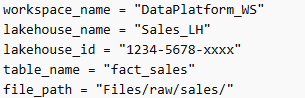 workspace_name = "DataPlatform_WS"
lakehouse_name = "Sales_LH"
lakehouse_id = "1234-5678-xxxx"
table_name = "fact_sales"
file_path = "Files/raw/sales/"